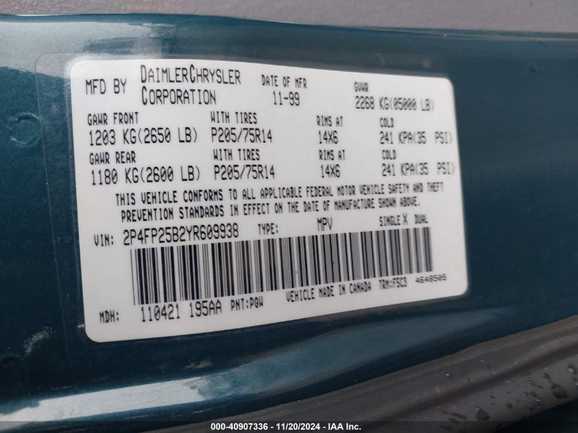 MFD BY DAIMLERCHRYSLER CORPORATION DATE OF MFR 11-99 GVWR 2268 KG(05000 LB)
GAWR FRONT WITH TIRES RIMS AT COLD
1203 KG(2650 LB) P205/75R14 14X6 241 KPA(35 PSI)
GAWR REAR WITH TIRES RIMS AT COLD
1180 KG(2600 LB) P205/75R14 14X6 241 KPA(35 PSI)
THIS VEHICLE CONFORMS TO ALL APPLICABLE FEDERAL MOTOR VEHICLE SAFETY AND THEFT
PREVENTION STANDARDS IN EFFECT ON THE DATE OF MANUFACTURE SHOWN ABOVE.
VIN: 2P4FP25B2YR609938 TYPE: MPV SINGLE X DUAL
MDH: 110421 195AA PNT:PGW VEHICLE MADE IN CANADA TRM:F5C3 4648505
000-40907336 - 11/20/2024 - IAA Inc.